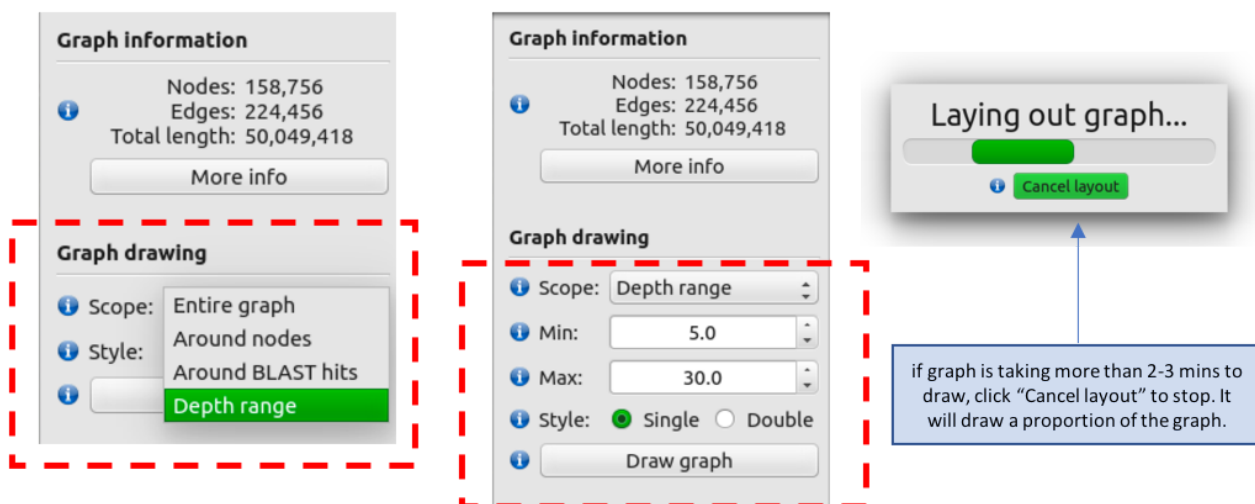 Graph information
Nodes: 158,756
Edges: 224,456
Total length: 50,049,418
More info
Graph drawing
Scope:
Entire graph
Around nodes
Around BLAST hits
Depth range
Style:
Graph information
Nodes: 158,756
Edges: 224,456
Total length: 50,049,418
More info
Graph drawing
Scope: Depth range
Min: 5.0
Max: 30.0
Style: Single Double
Draw graph
Laying out graph...
Cancel layout
if graph is taking more than 2-3 mins to
draw, click “Cancel layout” to stop. It
will draw a proportion of the graph.